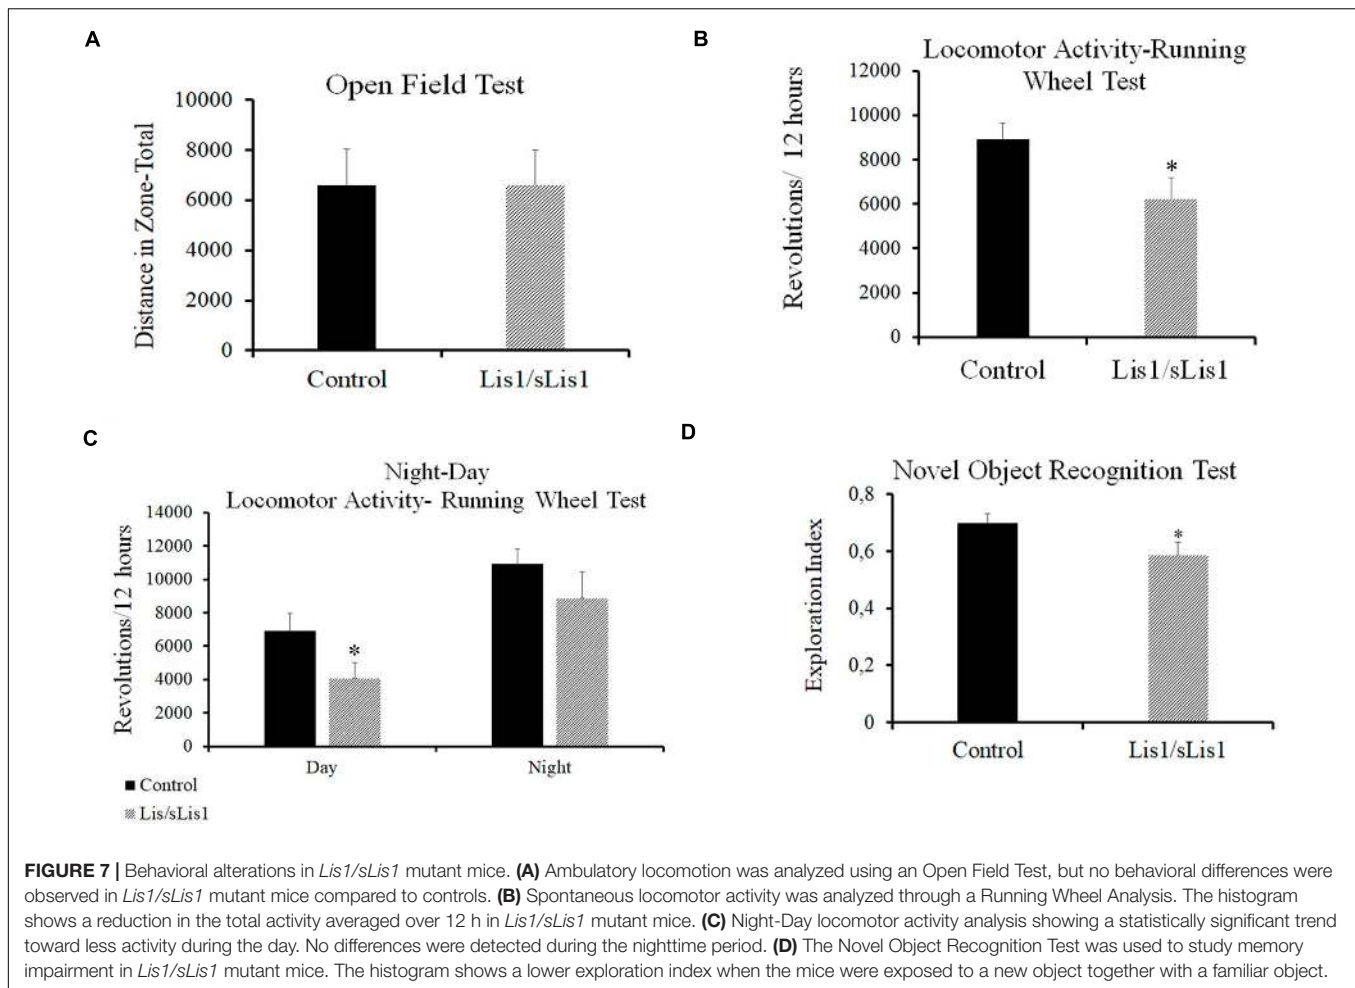 A
Open Field Test
Distance in Zone-Total
10000
8000
6000
4000
2000
0
Control
Lis1/sLis1
B
Locomotor Activity-Running
Wheel Test
Revolutions/ 12 hours
12000
10000
8000
6000
4000
2000
0
*
Control
Lis1/sLis1
C
Night-Day
Locomotor Activity- Running Wheel Test
Revolutions/12 hours
14000
12000
10000
8000
6000
4000
2000
0
*
Day
Night
Control
Lis/sLis1
D
Novel Object Recognition Test
Exploration Index
0,8
0,6
0,4
0,2
0
*
Control
Lis1/sLis1
FIGURE 7 | Behavioral alterations in Lis1/sLis1 mutant mice. (A) Ambulatory locomotion was analyzed using an Open Field Test, but no behavioral differences were
observed in Lis1/sLis1 mutant mice compared to controls. (B) Spontaneous locomotor activity was analyzed through a Running Wheel Analysis. The histogram
shows a reduction in the total activity averaged over 12 h in Lis1/sLis1 mutant mice. (C) Night-Day locomotor activity analysis showing a statistically significant trend
toward less activity during the day. No differences were detected during the nighttime period. (D) The Novel Object Recognition Test was used to study memory
impairment in Lis1/sLis1 mutant mice. The histogram shows a lower exploration index when the mice were exposed to a new object together with a familiar object.